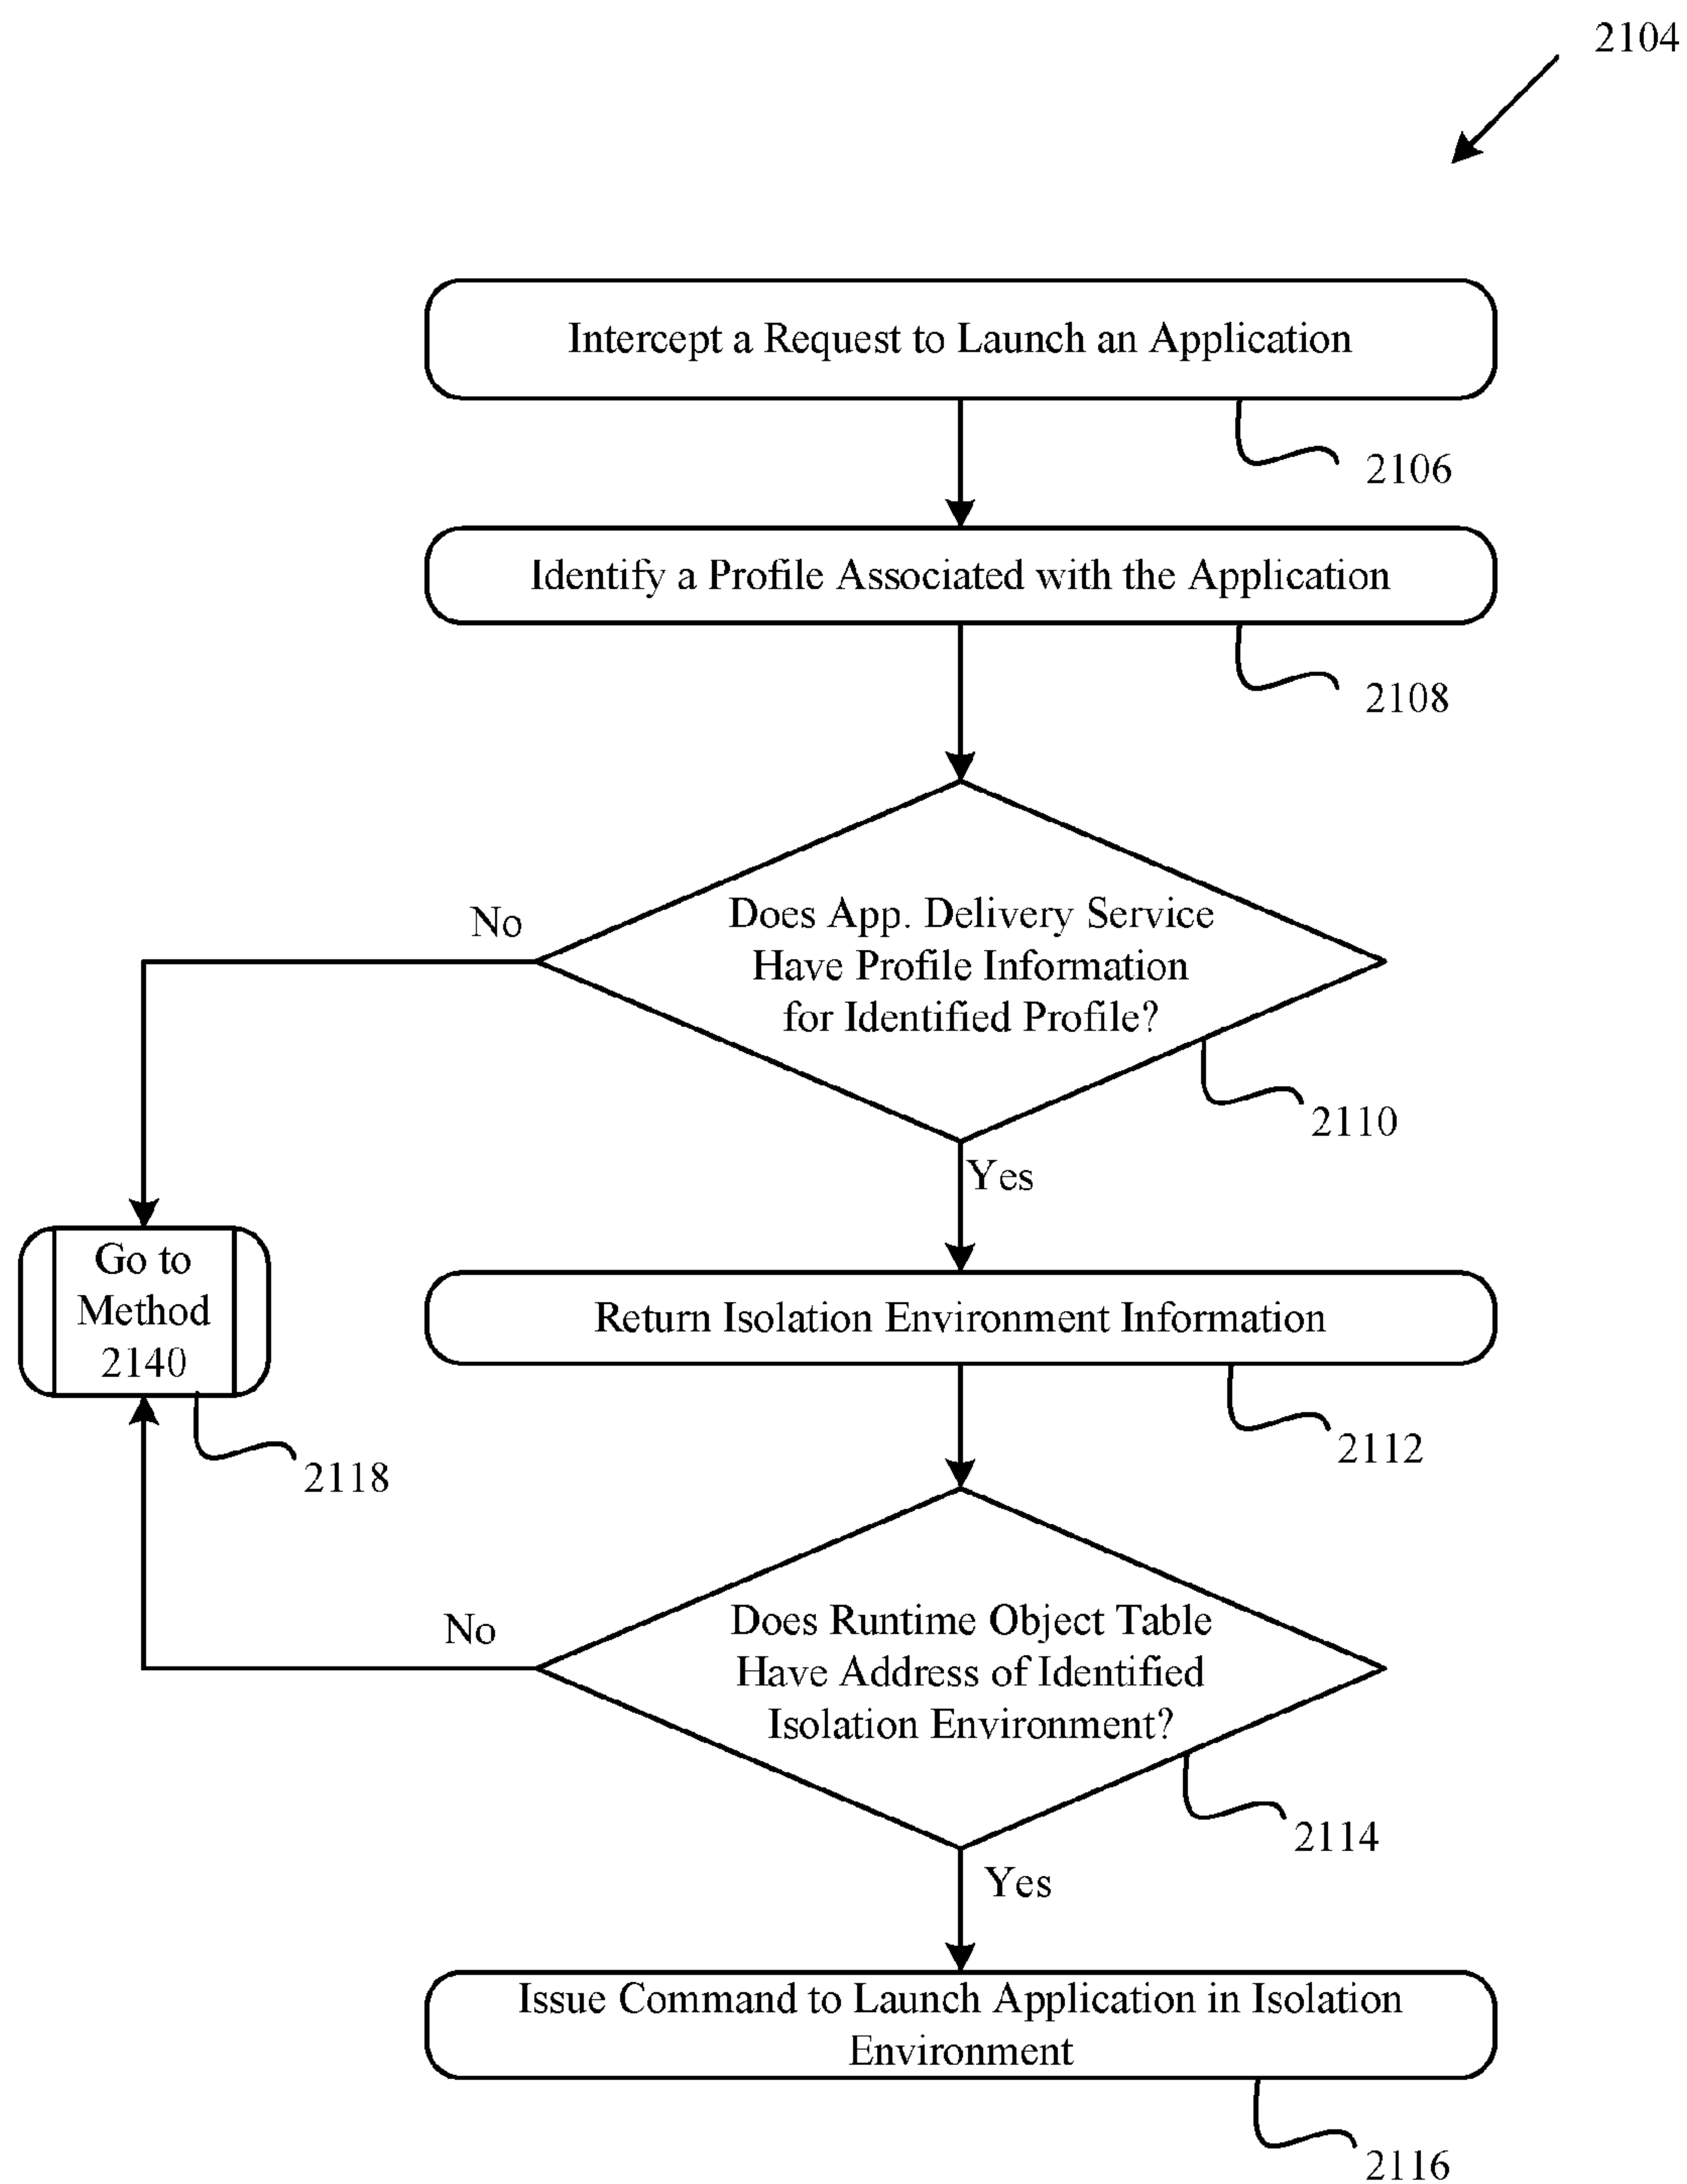 2104
Intercept a Request to Launch an Application
2106
Identify a Profile Associated with the Application
2108
Does App. Delivery Service
Have Profile Information
for Identified Profile?
No
2110
Yes
Go to
Method
2140
2118
Return Isolation Environment Information
2112
Does Runtime Object Table
Have Address of Identified
Isolation Environment?
No
2114
Yes
Issue Command to Launch Application in Isolation
Environment
2116